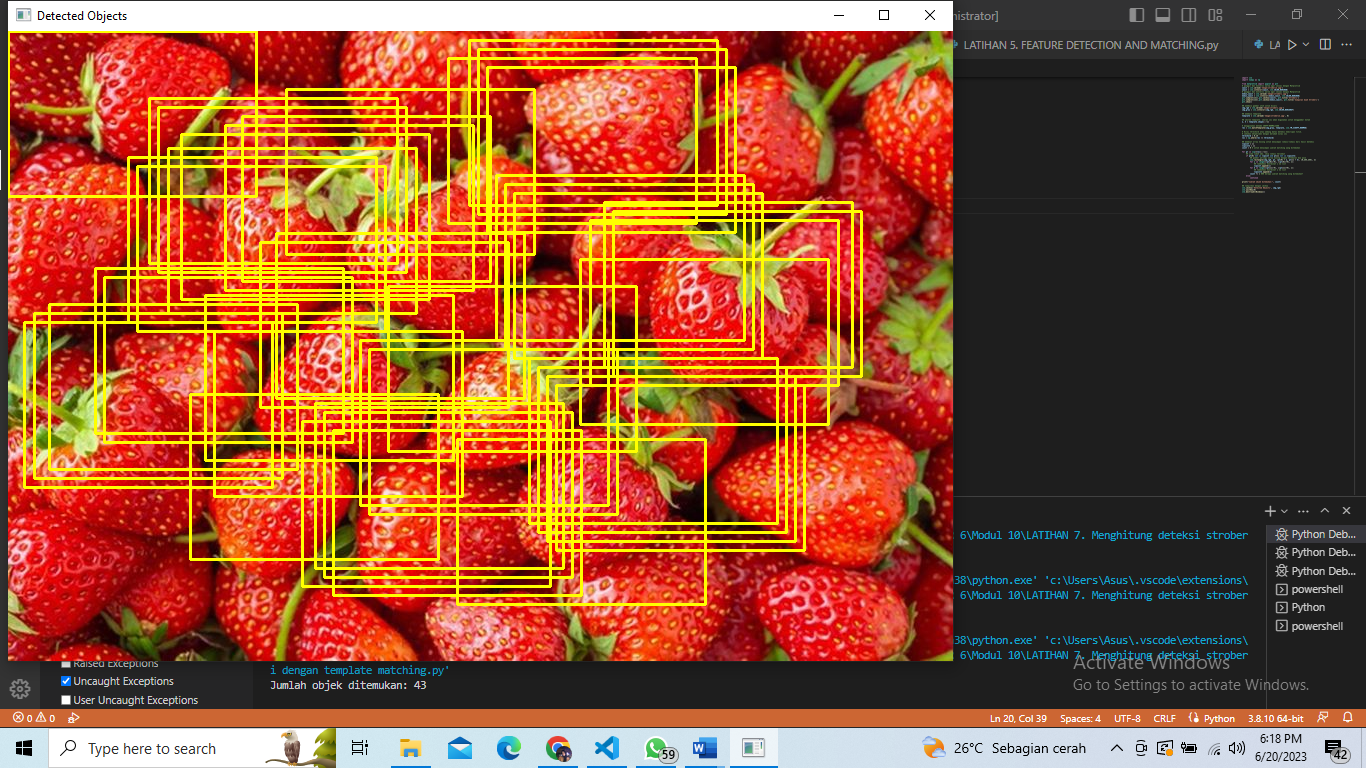 Detected Objects
nistrator]
LATIHAN 5. FEATURE DETECTION AND MATCHING.py
LA
6\Modul 10\LATIHAN 7. Menghitung deteksi strober
38\python.exe' 'c:\Users\Asus\.vscode\extensions\
6\Modul 10\LATIHAN 7. Menghitung deteksi strober
38\python.exe' 'c:\Users\Asus\.vscode\extensions\
6\Modul 10\LATIHAN 7. Menghitung deteksi strober
i dengan template matching.py'
Jumlah objek ditemukan: 43
Python Deb...
Python Deb...
Python Deb...
powershell
Python
powershell
Raised Exceptions
Uncaught Exceptions
User Uncaught Exceptions
Activate Windows
Go to Settings to activate Windows.
0 0
Ln 20, Col 39 Spaces: 4 UTF-8 CRLF Python 3.8.10 64-bit
Type here to search
59
26°C Sebagian cerah
6:18 PM
6/20/2023
42